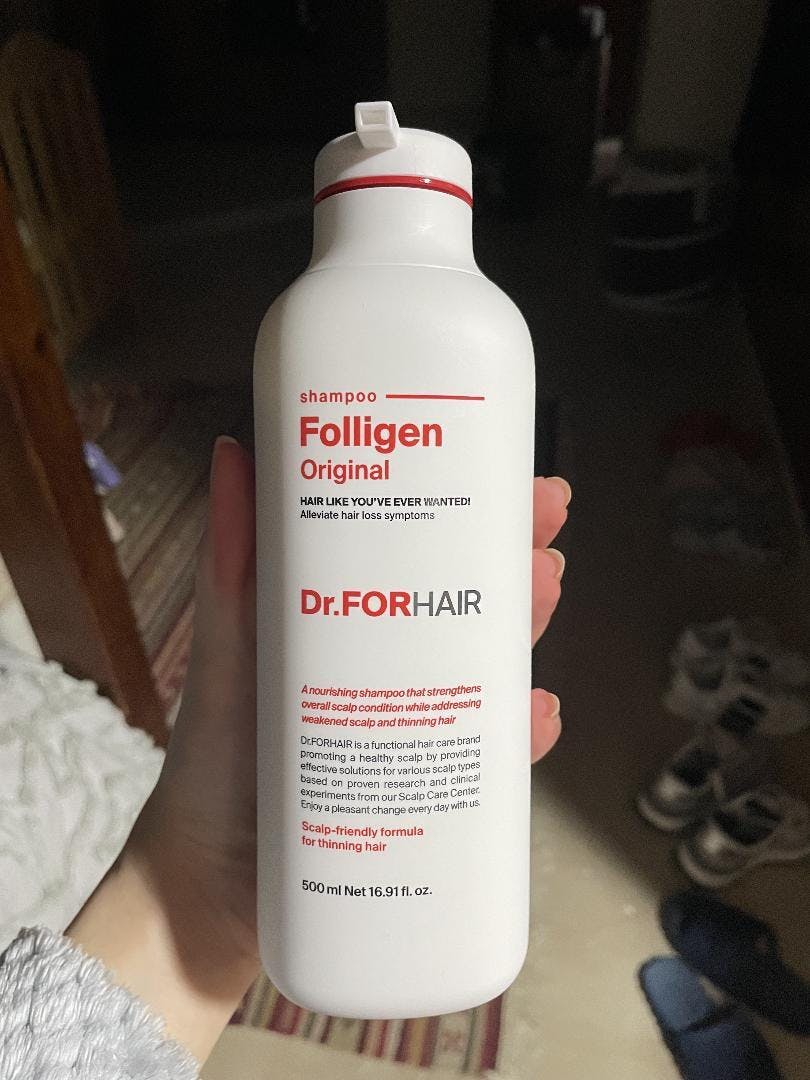 shampoo
Folligen
Original
HAIR LIKE YOU'VE EVER WANTED!
Alleviate hair loss symptoms
Dr.FORHAIR
A nourishing shampoo that strengthens
overall scalp condition while addressing
weakened scalp and thinning hair
Dr.FORHAIR is a functional hair care brand
promoting a healthy scalp by providing
effective solutions for various scalp types
based on proven research and clinical
experiments from our Scalp Care Center.
Enjoy a pleasant change every day with us.
Scalp-friendly formula
for thinning hair
500 ml Net 16.91 fl. oz.